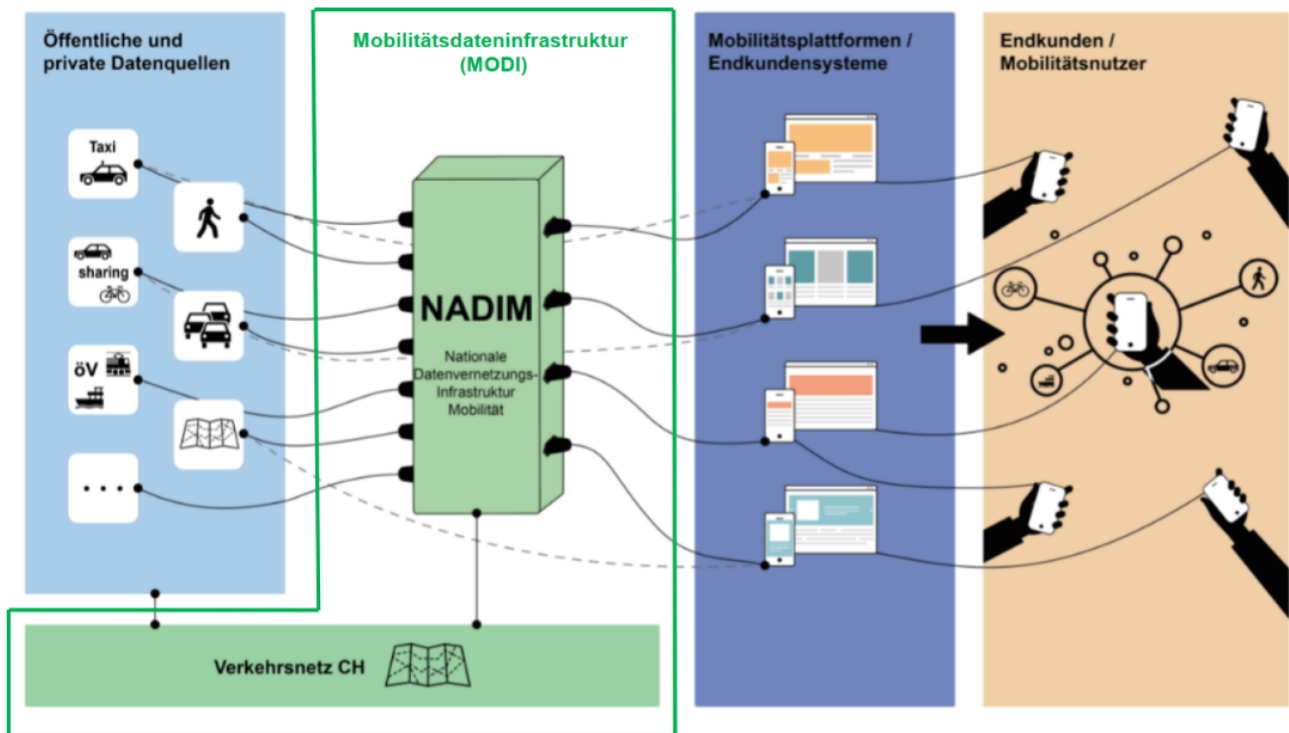 Öffentliche und
private Datenquellen
Taxi
sharing
öV
...
Mobilitätsdateninfrastruktur
(MODI)
NADIM
Nationale
Datenvernetzungs-
Infrastruktur
Mobilität
Verkehrsnetz CH
Mobilitätsplattformen /
Endkundensysteme
Endkunden /
Mobilitätsnutzer